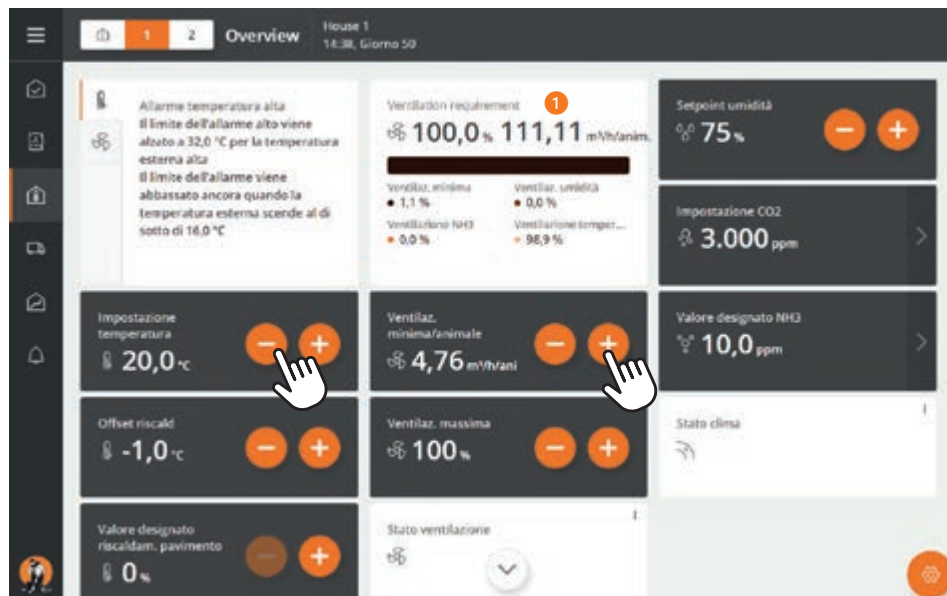 1 2 Overview House 1
14:38, Giorno 50
Allarme temperatura alta
Il limite dell'allarme alto viene
alzato a 32,0 °C per la temperatura
esterna alta
Il limite dell'allarme viene
abbassato ancora quando la
temperatura esterna scende al di
sotto di 16,0 °C
Ventilation requirement 1
100,0 % 111,11 m³/h/anim.
Ventilaz. minima Ventilaz. umidità
1,1 % 0,0 %
Ventilazione NH3 Ventilazione temper...
0,0 % 98,9 %
Setpoint umidità
75 %
Impostazione CO2
3.000 ppm
Impostazione
temperatura
20,0 °C
Ventilaz.
minima/animale
4,76 m³/h/ani
Valore designato NH3
10,0 ppm
Offset riscald
-1,0 °C
Ventilaz. massima
100 %
Stato clima
Valore designato
riscaldam. pavimento
0 %
Stato ventilazione